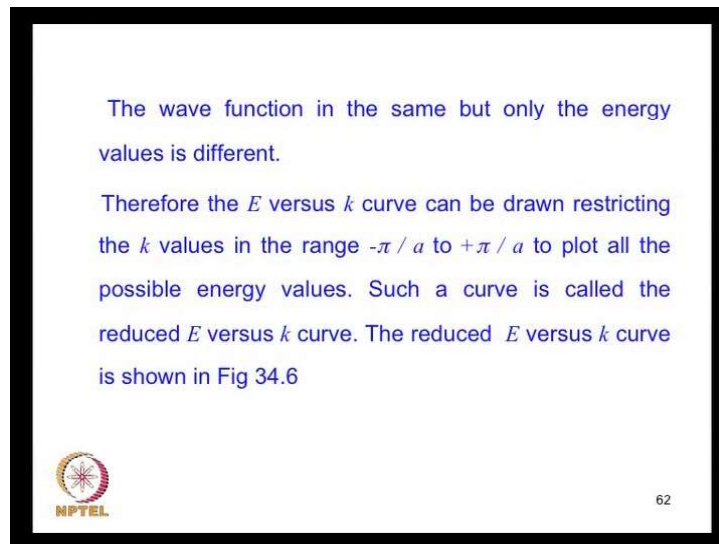 The wave function in the same but only the energy
values is different.
Therefore the E versus k curve can be drawn restricting
the k values in the range -π / a to +π / a to plot all the
possible energy values. Such a curve is called the
reduced E versus k curve. The reduced E versus k curve
is shown in Fig 34.6
NPTEL
62